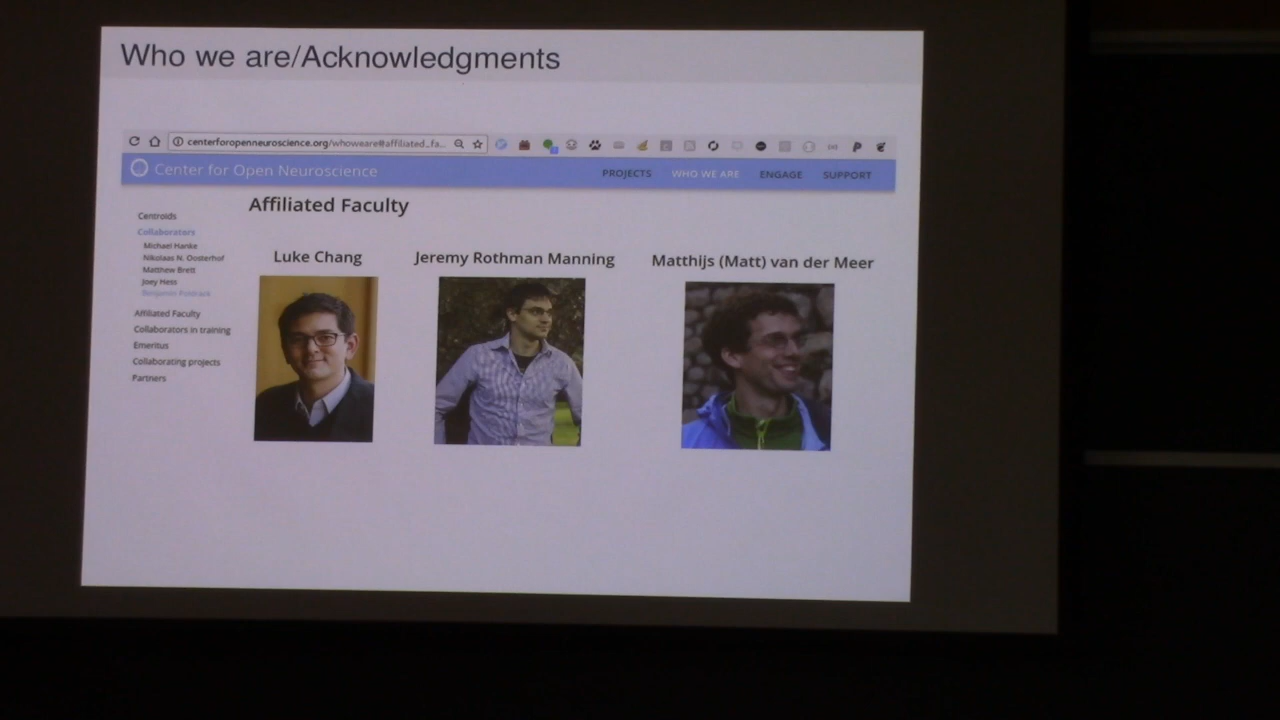 Who we are/Acknowledgments
centerforopenneuroscience.org/whoweare#affiliated_fa...
Center for Open Neuroscience
PROJECTS WHO WE ARE ENGAGE SUPPORT
Centroids
Collaborators
Michael Hanke
Nikolaas N. Oosterhof
Matthew Brett
Joey Hess
Benjamin Poldrack
Affiliated Faculty
Collaborators in training
Emeritus
Collaborating projects
Partners
Affiliated Faculty
Luke Chang
Jeremy Rothman Manning
Matthijs (Matt) van der Meer